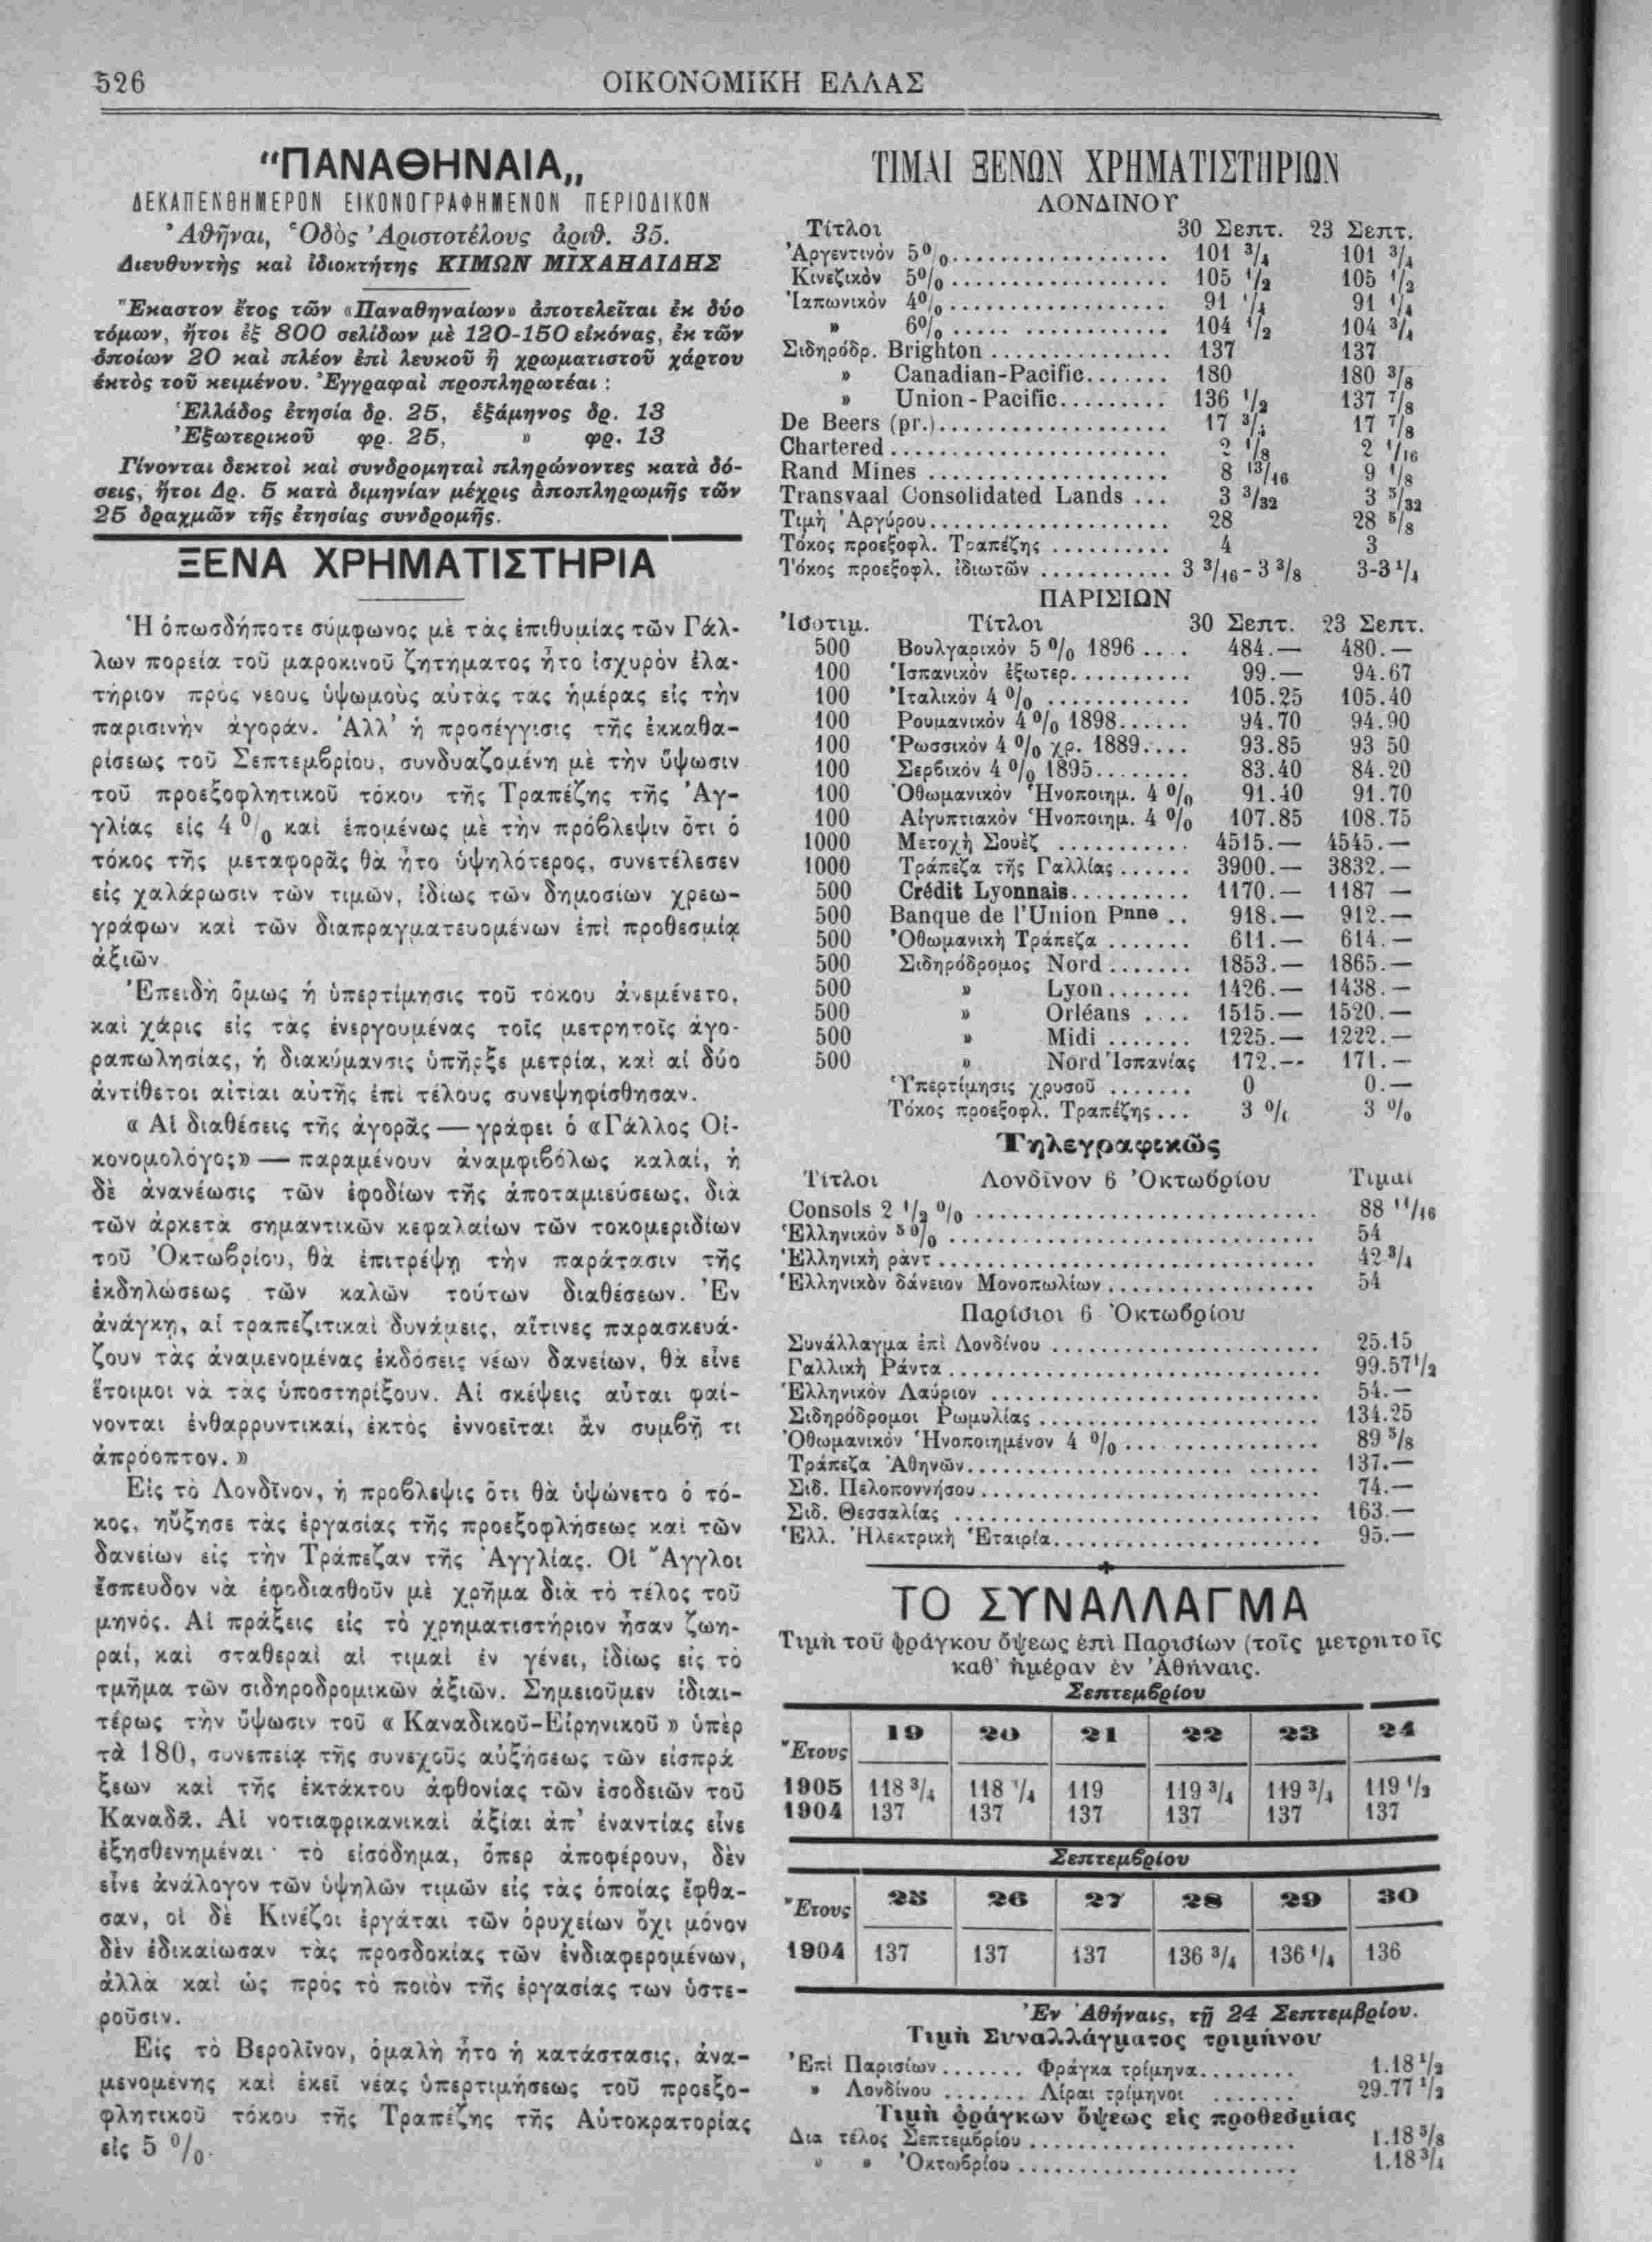 526
ΟΙΚΟΝΟΜΙΚΗ ΕΛΛΑΣ
"ΠΑΝΑΘΗΝΑΙΑ„
ΔΕΚΑΠΕΝΘΗΜΕΡΟΝ ΕΙΚΟΝΟΓΡΑΦΗΜΕΝΟΝ ΠΕΡΙΟΔΙΚΟΝ
Ἀθῆναι, Ὁδὸς Ἀριστοτέλους ἀριθ. 35.
Διευθυντὴς καὶ ἰδιοκτήτης ΚΙΜΩΝ ΜΙΧΑΗΛΙΔΗΣ
Ἕκαστον ἔτος τῶν «Παναθηναίων» ἀποτελεῖται ἐκ δύο
τόμων, ἤτοι ἐξ 800 σελίδων μὲ 120-150 εἰκόνας, ἐκ τῶν
ὁποίων 20 καὶ πλέον ἐπὶ λευκοῦ ἢ χρωματιστοῦ χάρτου
ἐκτὸς τοῦ κειμένου. Ἐγγραφαὶ προπληρωτέαι :
Ἑλλάδος ἐτησία δρ. 25, ἑξάμηνος δρ. 13
Ἐξωτερικοῦ φρ. 25, » φρ. 13
Γίνονται δεκτοὶ καὶ συνδρομηταὶ πληρώνοντες κατὰ δό-
σεις, ἤτοι Δρ. 5 κατὰ διμηνίαν μέχρις ἀποπληρωμῆς τῶν
25 δραχμῶν τῆς ἐτησίας συνδρομῆς.
ΞΕΝΑ ΧΡΗΜΑΤΙΣΤΗΡΙΑ
Ἡ ὁπωσδήποτε σύμφωνος μὲ τὰς ἐπιθυμίας τῶν Γάλ-
λων πορεία τοῦ μαροκινοῦ ζητήματος ἦτο ἰσχυρὸν ἐλα-
τήριον πρὸς νέους ὑψωμοὺς αὐτὰς τὰς ἡμέρας εἰς τὴν
παρισινὴν ἀγοράν. Ἀλλ' ἡ προσέγγισις τῆς ἐκκαθα-
ρίσεως τοῦ Σεπτεμβρίου, συνδυαζομένη μὲ τὴν ὕψωσιν
τοῦ προεξοφλητικοῦ τόκου τῆς Τραπέζης τῆς Ἀγ-
γλίας εἰς 4 % καὶ ἑπομένως μὲ τὴν πρόβλεψιν ὅτι ὁ
τόκος τῆς μεταφορᾶς θὰ ἦτο ὑψηλότερος, συνετέλεσεν
εἰς χαλάρωσιν τῶν τιμῶν, ἰδίως τῶν δημοσίων χρεω-
γράφων καὶ τῶν διαπραγματευομένων ἐπὶ προθεσμίᾳ
ἀξιῶν
Ἐπειδὴ ὅμως ἡ ὑπερτίμησις τοῦ τόκου ἀνεμένετο,
καὶ χάρις εἰς τὰς ἐνεργουμένας τοῖς μετρητοῖς ἀγο-
ραπωλησίας, ἡ διακύμανσις ὑπῆρξε μετρία, καὶ αἱ δύο
ἀντίθετοι αἰτίαι αὐτῆς ἐπὶ τέλους συνεψηφίσθησαν.
« Αἱ διαθέσεις τῆς ἀγορᾶς — γράφει ὁ «Γάλλος Οἰ-
κονομολόγος» — παραμένουν ἀναμφιβόλως καλαί, ἡ
δὲ ἀνανέωσις τῶν ἐφοδίων τῆς ἀποταμιεύσεως, διὰ
τῶν ἀρκετὰ σημαντικῶν κεφαλαίων τῶν τοκομεριδίων
τοῦ Ὀκτωβρίου, θὰ ἐπιτρέψῃ τὴν παράτασιν τῆς
ἐκδηλώσεως τῶν καλῶν τούτων διαθέσεων. Ἐν
ἀνάγκῃ, αἱ τραπεζιτικαὶ δυνάμεις, αἵτινες παρασκευά-
ζουν τὰς ἀναμενομένας ἐκδόσεις νέων δανείων, θὰ εἶνε
ἕτοιμοι νὰ τὰς ὑποστηρίξουν. Αἱ σκέψεις αὗται φαί-
νονται ἐνθαρρυντικαί, ἐκτὸς ἐννοεῖται ἂν συμβῇ τι
ἀπρόοπτον. »
Εἰς τὸ Λονδῖνον, ἡ πρόβλεψις ὅτι θὰ ὑψώνετο ὁ τό-
κος, ηὔξησε τὰς ἐργασίας τῆς προεξοφλήσεως καὶ τῶν
δανείων εἰς τὴν Τράπεζαν τῆς Ἀγγλίας. Οἱ Ἄγγλοι
ἔσπευδον νὰ ἐφοδιασθοῦν μὲ χρῆμα διὰ τὸ τέλος τοῦ
μηνός. Αἱ πράξεις εἰς τὸ χρηματιστήριον ἦσαν ζωη-
ραί, καὶ σταθεραὶ αἱ τιμαὶ ἐν γένει, ἰδίως εἰς τὸ
τμῆμα τῶν σιδηροδρομικῶν ἀξιῶν. Σημειοῦμεν ἰδιαι-
τέρως τὴν ὕψωσιν τοῦ « Καναδικοῦ-Εἰρηνικοῦ » ὑπὲρ
τὰ 180, συνεπείᾳ τῆς συνεχοῦς αὐξήσεως τῶν εἰσπρά
ξεων καὶ τῆς ἐκτάκτου ἀφθονίας τῶν ἐσοδειῶν τοῦ
Καναδᾶ. Αἱ νοτιαφρικανικαὶ ἀξίαι ἀπ' ἐναντίας εἶνε
ἐξησθενημέναι · τὸ εἰσόδημα, ὅπερ ἀποφέρουν, δὲν
εἶνε ἀνάλογον τῶν ὑψηλῶν τιμῶν εἰς τὰς ὁποίας ἔφθα-
σαν, οἱ δὲ Κινέζοι ἐργάται τῶν ὀρυχείων ὄχι μόνον
δὲν ἐδικαίωσαν τὰς προσδοκίας τῶν ἐνδιαφερομένων,
ἀλλὰ καὶ ὡς πρὸς τὸ ποιὸν τῆς ἐργασίας των ὑστε-
ροῦσιν.
Εἰς τὸ Βερολῖνον, ὁμαλὴ ἦτο ἡ κατάστασις, ἀνα-
μενομένης καὶ ἐκεῖ νέας ὑπερτιμήσεως τοῦ προεξο-
φλητικοῦ τόκου τῆς Τραπέζης τῆς Αὐτοκρατορίας
εἰς 5 %.
ΤΙΜΑΙ ΞΕΝΩΝ ΧΡΗΜΑΤΙΣΤΗΡΙΩΝ
ΛΟΝΔΙΝΟΥ
Τίτλοι 30 Σεπτ. 23 Σεπτ.
Ἀργεντινὸν 5% 101 3/4 101 3/4
Κινεζικὸν 5% 105 1/2 105 1/2
Ἰαπωνικὸν 4% 91 1/4 91 1/4
» 6% 104 1/2 104 3/4
Σιδηρόδρ. Brighton 137 137
» Canadian-Pacific 180 180 3/8
» Union-Pacific 136 1/2 137 7/8
De Beers (pr.) 17 3/4 17 7/8
Chartered 2 1/8 2 1/16
Rand Mines 8 13/16 9 1/8
Transvaal Consolidated Lands 3 3/32 3 5/32
Τιμὴ Ἀργύρου 28 28 5/8
Τόκος προεξοφλ. Τραπέζης 4 3
Τόκος προεξοφλ. ἰδιωτῶν 3 3/16 - 3 3/8 3-3 1/4
ΠΑΡΙΣΙΩΝ
Ἰσοτιμ. Τίτλοι 30 Σεπτ. 23 Σεπτ.
500 Βουλγαρικὸν 5 % 1896 484.— 480.—
100 Ἱσπανικὸν ἐξωτερ. 99.— 94.67
100 Ἰταλικὸν 4 % 105.25 105.40
100 Ρουμανικὸν 4 % 1898 94.70 94.90
100 Ῥωσσικὸν 4 % χρ. 1889 93.85 93 50
100 Σερβικὸν 4 % 1895 83.40 84.20
100 Ὀθωμανικὸν Ἡνοποιημ. 4 % 91.40 91.70
100 Αἰγυπτιακὸν Ἡνοποιημ. 4 % 107.85 108.75
1000 Μετοχὴ Σουὲζ 4515.— 4545.—
1000 Τράπεζα τῆς Γαλλίας 3900.— 3832.—
500 Crédit Lyonnais 1170.— 1187 —
500 Banque de l'Union Pnne 918.— 912.—
500 Ὀθωμανικὴ Τράπεζα 611.— 614.—
500 Σιδηρόδρομος Nord 1853.— 1865.—
500 » Lyon 1426.— 1438.—
500 » Orléans 1515.— 1520.—
500 » Midi 1225.— 1222.—
500 » Nord Ἱσπανίας 172.-- 171.—
Ὑπερτίμησις χρυσοῦ 0 0.—
Τόκος προεξοφλ. Τραπέζης 3 % 3 %
Τηλεγραφικῶς
Τίτλοι Λονδῖνον 6 Ὀκτωβρίου Τιμαὶ
Consols 2 1/2 % 88 11/16
Ἑλληνικὸν 5 % 54
Ἑλληνικὴ ρὰντ 42 3/4
Ἑλληνικὸν δάνειον Μονοπωλίων 54
Παρίσιοι 6 Ὀκτωβρίου
Συνάλλαγμα ἐπὶ Λονδίνου 25.15
Γαλλικὴ Ράντα 99.57 1/2
Ἑλληνικὸν Λαύριον 54.—
Σιδηρόδρομοι Ρωμυλίας 134.25
Ὀθωμανικὸν Ἡνοποιημένον 4 % 89 5/8
Τράπεζα Ἀθηνῶν 137.—
Σιδ. Πελοποννήσου 74.—
Σιδ. Θεσσαλίας 163.—
Ἑλλ. Ἠλεκτρικὴ Ἑταιρία 95.—
ΤΟ ΣΥΝΑΛΛΑΓΜΑ
Τιμὴ τοῦ φράγκου ὄψεως ἐπὶ Παρισίων (τοῖς μετρητοῖς
καθ' ἡμέραν ἐν Ἀθήναις.
Σεπτεμβρίου
Ἔτους 19 20 21 22 23 24
1905 118 3/4 118 1/4 119 119 3/4 119 3/4 119 1/2
1904 137 137 137 137 137 137
Σεπτεμβρίου
Ἔτους 25 26 27 28 29 30
1904 137 137 137 136 3/4 136 1/4 136
Ἐν Ἀθήναις, τῇ 24 Σεπτεμβρίου.
Τιμὴ Συναλλάγματος τριμήνου
Ἐπὶ Παρισίων Φράγκα τρίμηνα 1.18 1/2
» Λονδίνου Λίραι τρίμηνοι 29.77 1/2
Τιμὴ φράγκων ὄψεως εἰς προθεσμίας
Διὰ τέλος Σεπτεμβρίου 1.18 5/8
» » Ὀκτωβρίου 1.18 3/4